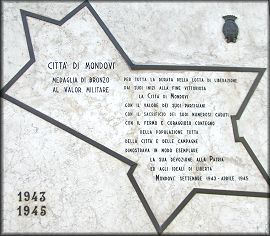 CITTÀ DI MONDOVÌ
MEDAGLIA DI BRONZO
AL VALOR MILITARE
PER TUTTA LA DURATA DELLA LOTTA DI LIBERAZIONE
DAI SUOI INIZI ALLA FINE VITTORIOSA
LA CITTÀ DI MONDOVÌ
CON IL VALORE DEI SUOI PARTIGIANI
CON IL SACRIFICIO DEI SUOI NUMEROSI CADUTI
CON IL FERMO E CORAGGIOSO CONTEGNO
DELLA POPOLAZIONE TUTTA
DELLA CITTÀ E DELLE CAMPAGNE
DIMOSTRAVA IN MODO ESEMPLARE
LA SUA DEVOZIONE ALLA PATRIA
ED AGLI IDEALI DI LIBERTÀ
MONDOVÌ SETTEMBRE 1943 - APRILE 1945
1943
1945